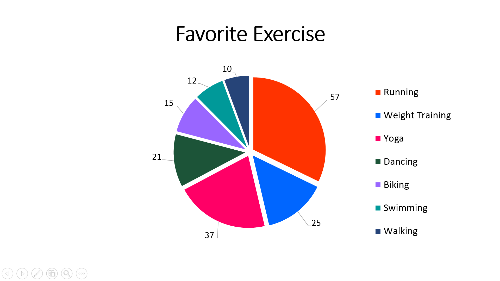 Favorite Exercise
10
12
57
15
21
25
37
Running
Weight Training
Yoga
Dancing
Biking
Swimming
Walking